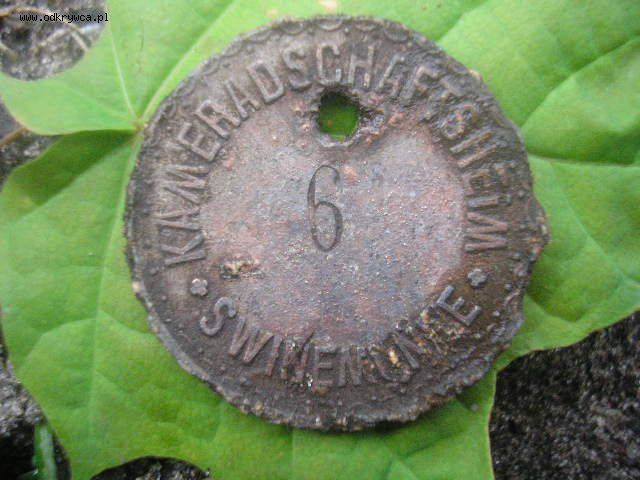 www.odkrywca.pl
KAMERADSCHAFTSHEIM
6
SWINEMÜNDE